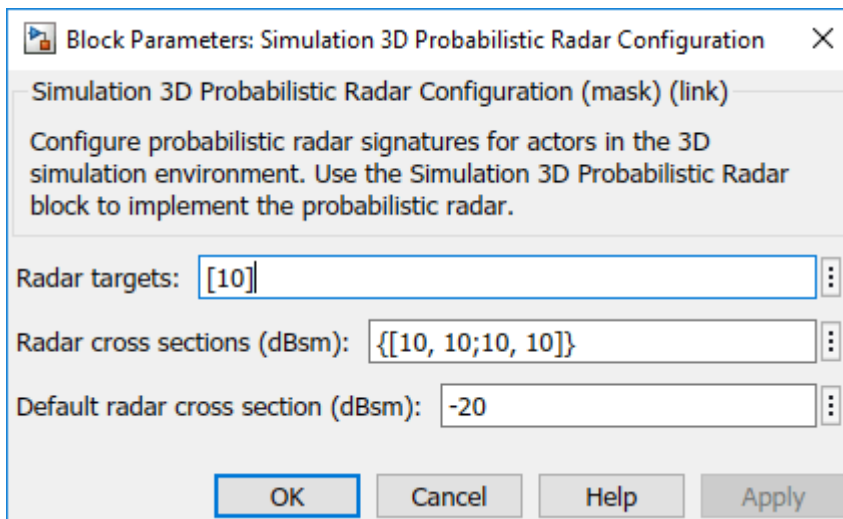 Block Parameters: Simulation 3D Probabilistic Radar Configuration
Simulation 3D Probabilistic Radar Configuration (mask) (link)
Configure probabilistic radar signatures for actors in the 3D
simulation environment. Use the Simulation 3D Probabilistic Radar
block to implement the probabilistic radar.
Radar targets: [10]
Radar cross sections (dBsm): {[10, 10;10, 10]}
Default radar cross section (dBsm): -20
OK Cancel Help Apply